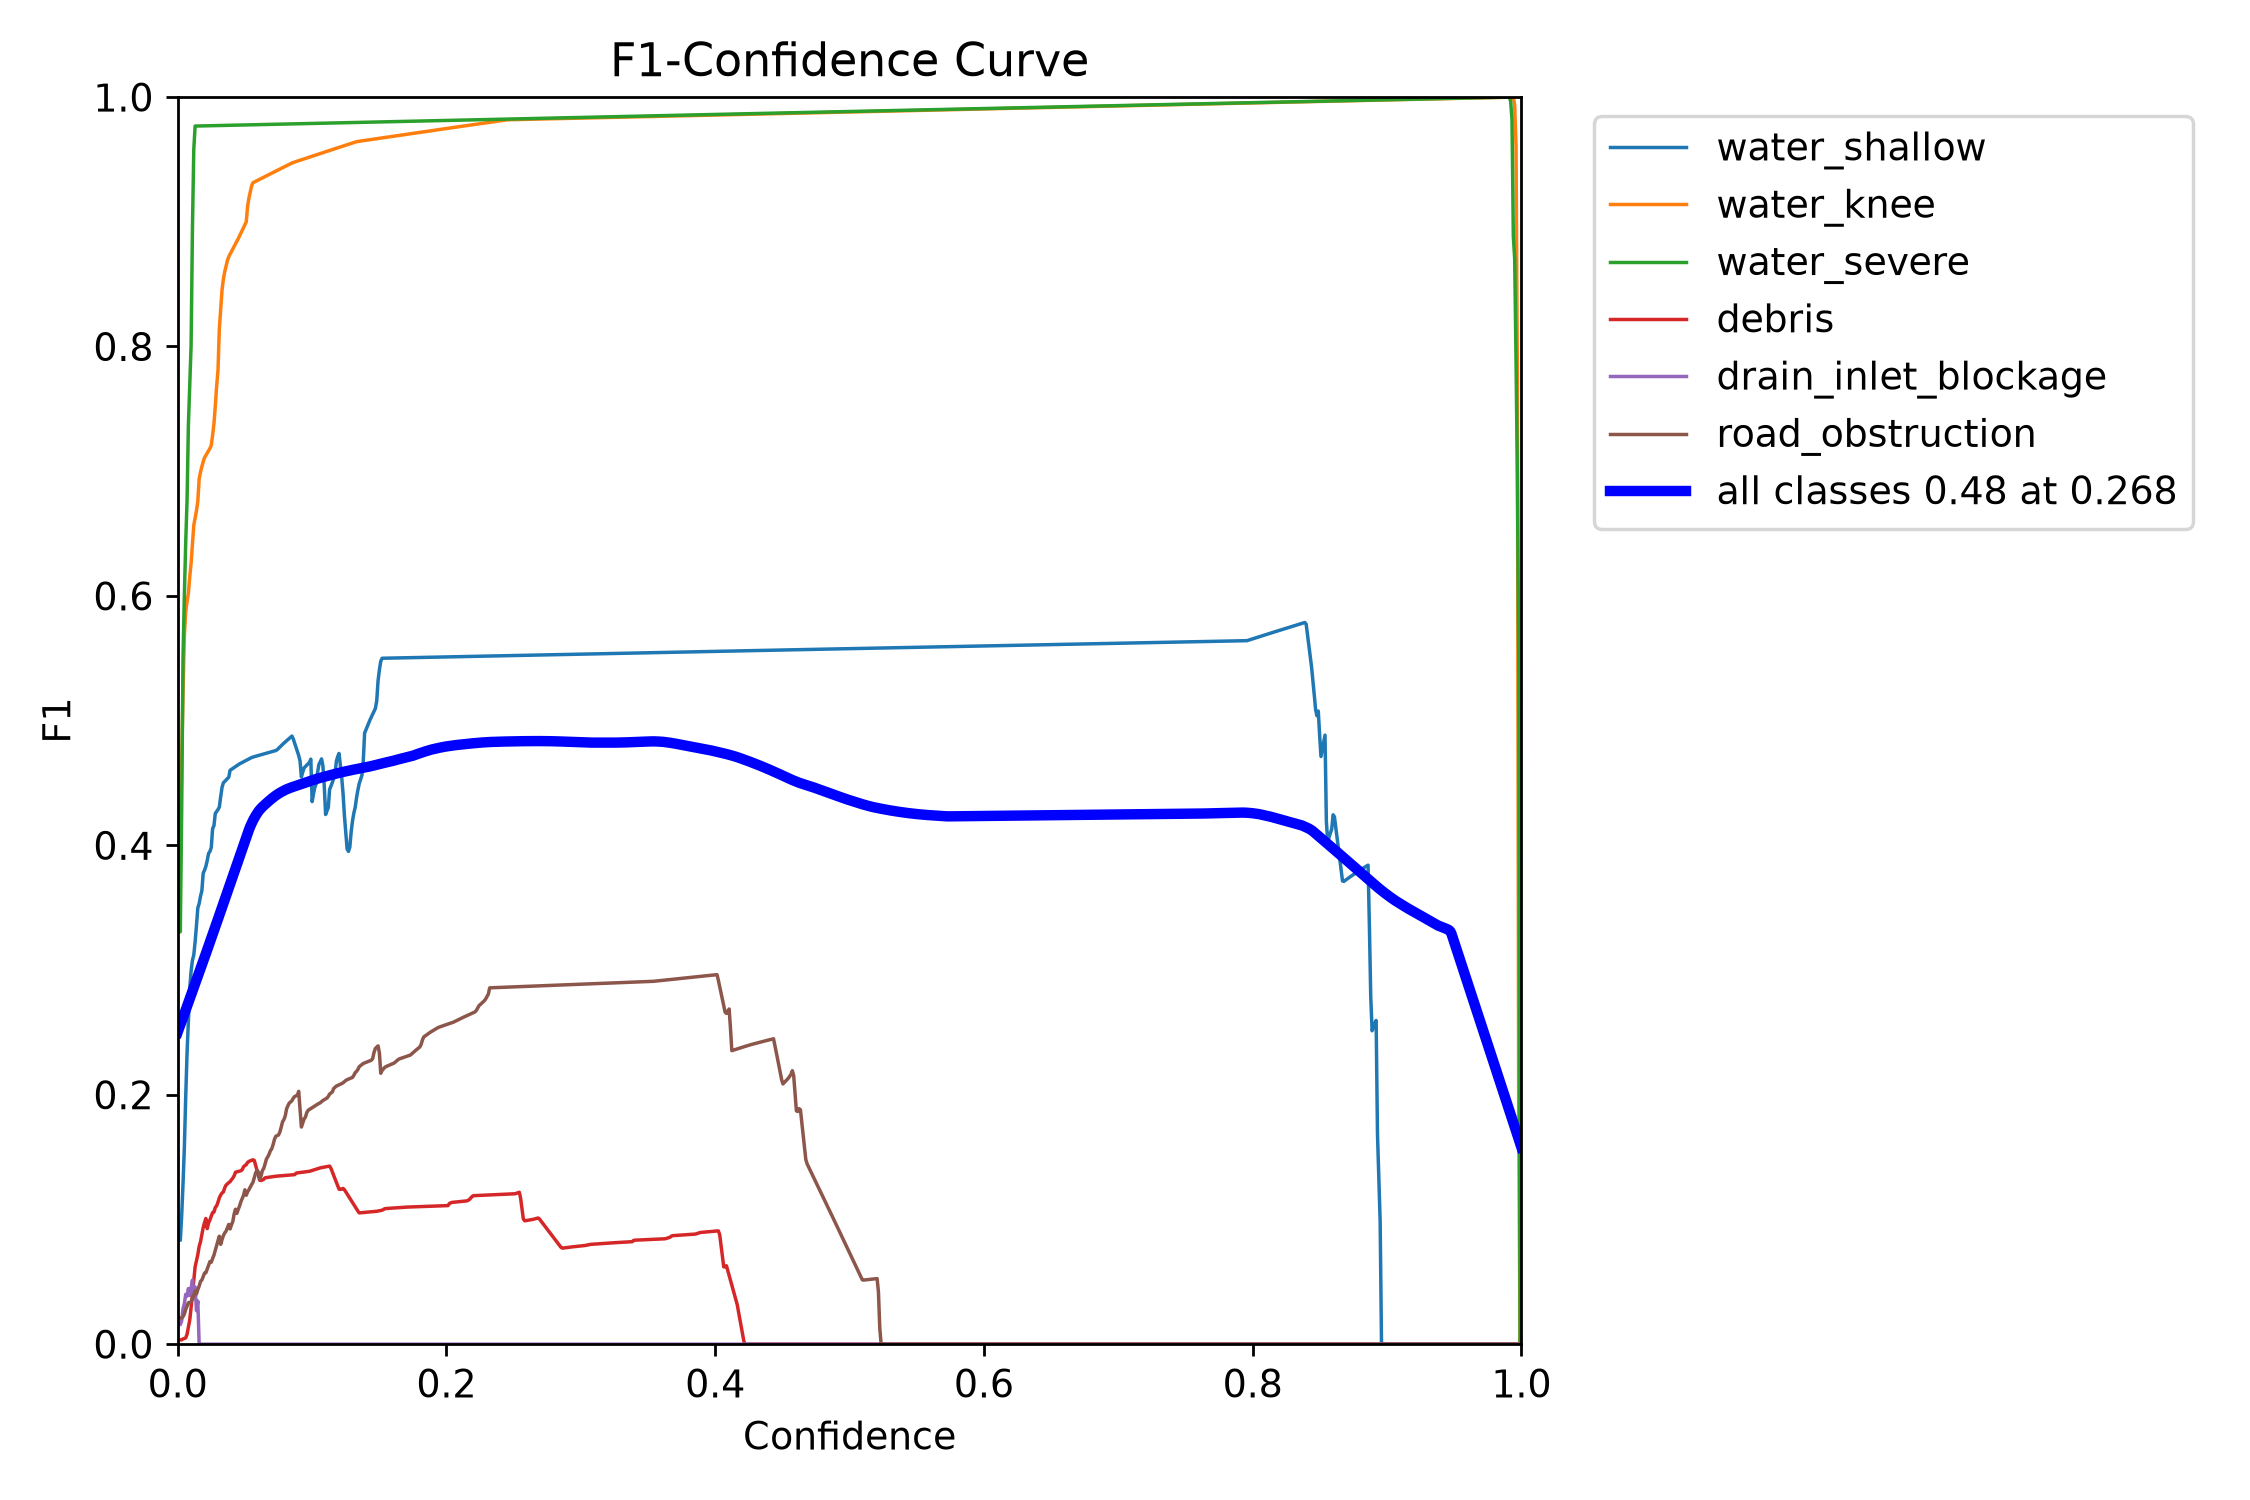 F1-Confidence Curve
1.0
0.8
0.6
0.4
0.2
0.0
F1
0.0 0.2 0.4 0.6 0.8 1.0
Confidence
water_shallow
water_knee
water_severe
debris
drain_inlet_blockage
road_obstruction
all classes 0.48 at 0.268